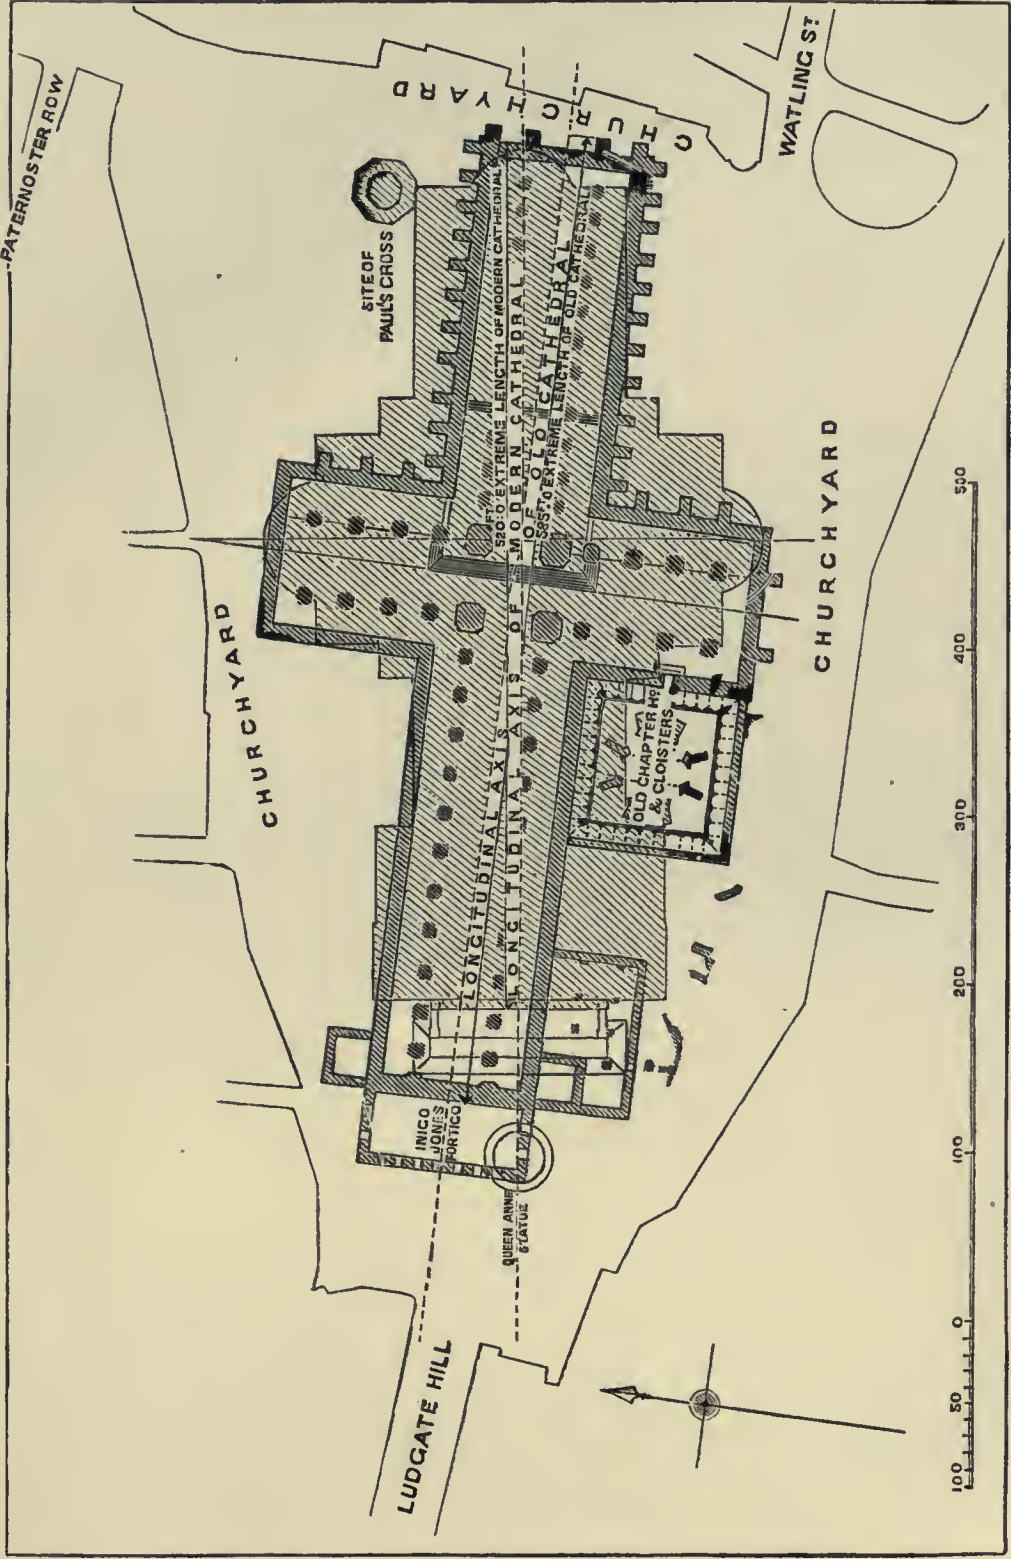 PATERNOSTER ROW
WATLING ST
CHURCHYARD
SITE OF
PAUL'S CROSS
520:0 EXTREME LENGTH OF MODERN CATHEDRAL
LONGITUDINAL AXIS OF MODERN CATHEDRAL
LONGITUDINAL AXIS OF OLD CATHEDRAL
585FT.0 EXTREME LENGTH OF OLD CATHEDRAL
CHURCHYARD
CHURCHYARD
OLD CHAPTER HO
& CLOISTERS
INIGO
JONES
PORTICO
QUEEN ANNE
STATUE
LUDGATE HILL
100 50 0 100 200 300 400 500